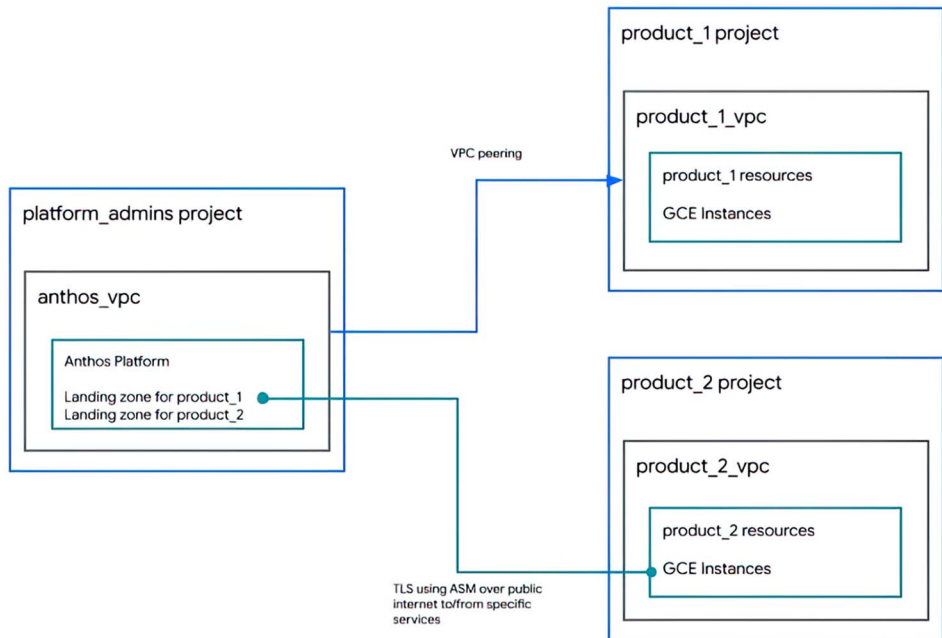 platform_admins project
anthos_vpc
Anthos Platform
Landing zone for product_1
Landing zone for product_2
VPC peering
product_1 project
product_1_vpc
product_1 resources
GCE Instances
TLS using ASM over public
internet to/from specific
services
product_2 project
product_2_vpc
product_2 resources
GCE Instances